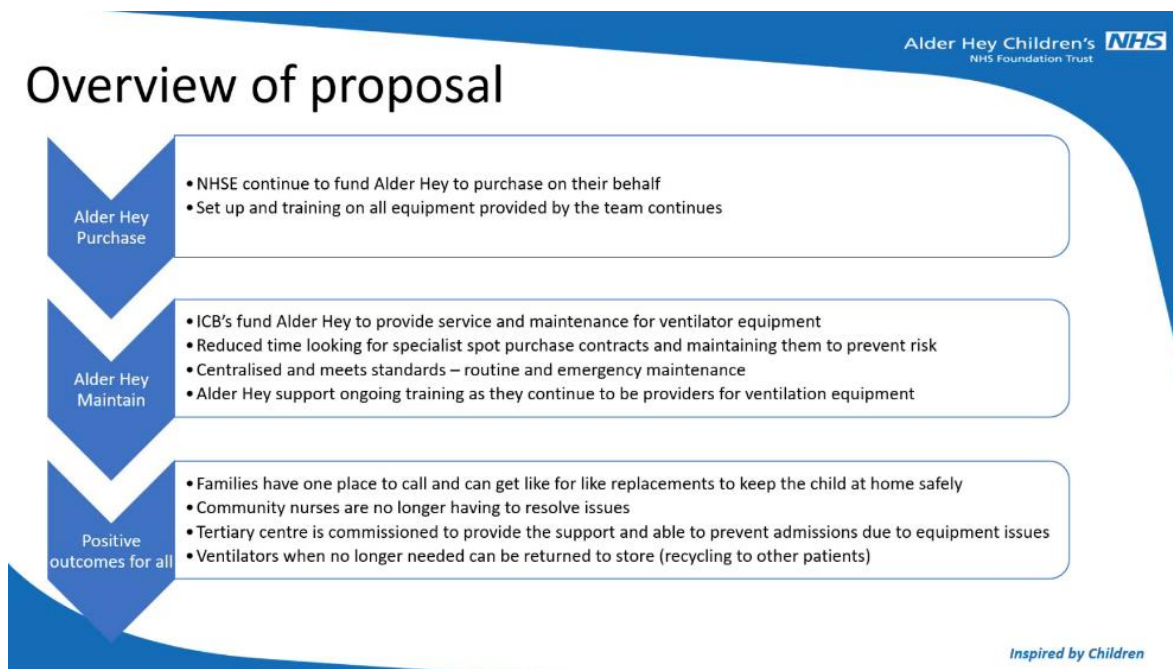 Alder Hey Children's NHS
NHS Foundation Trust
Overview of proposal
Alder Hey
Purchase
• NHSE continue to fund Alder Hey to purchase on their behalf
• Set up and training on all equipment provided by the team continues
Alder Hey
Maintain
• ICB's fund Alder Hey to provide service and maintenance for ventilator equipment
• Reduced time looking for specialist spot purchase contracts and maintaining them to prevent risk
• Centralised and meets standards – routine and emergency maintenance
• Alder Hey support ongoing training as they continue to be providers for ventilation equipment
Positive
outcomes for all
• Families have one place to call and can get like for like replacements to keep the child at home safely
• Community nurses are no longer having to resolve issues
• Tertiary centre is commissioned to provide the support and able to prevent admissions due to equipment issues
• Ventilators when no longer needed can be returned to store (recycling to other patients)
Inspired by Children